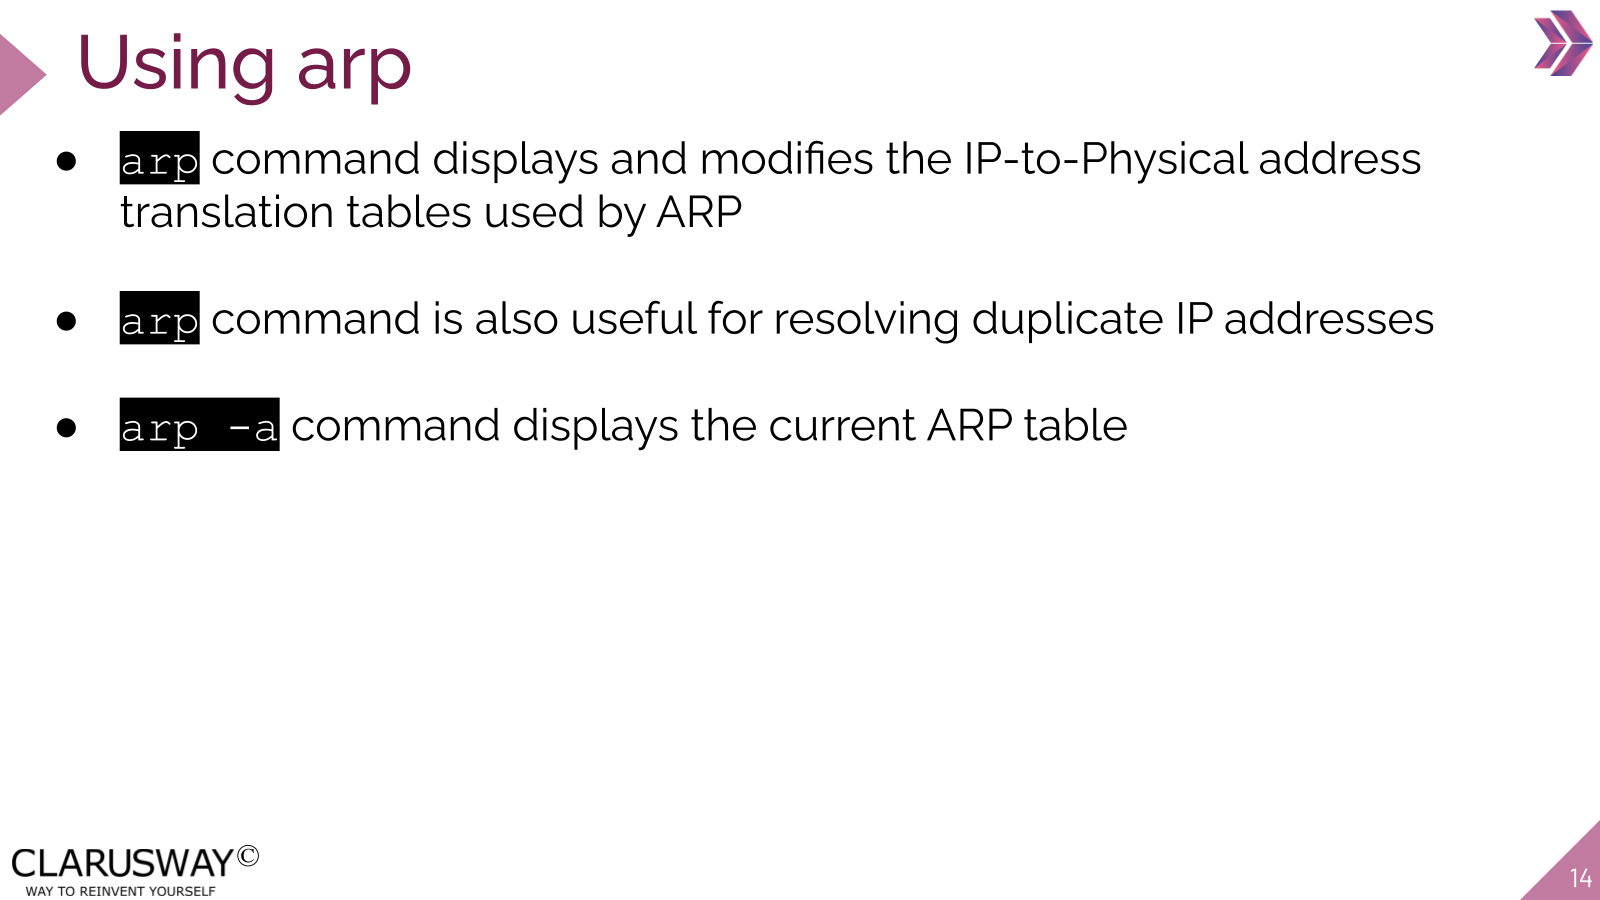 Using arp
● arp command displays and modifies the IP-to-Physical address
translation tables used by ARP
● arp command is also useful for resolving duplicate IP addresses
● arp -a command displays the current ARP table
CLARUSWAY©
WAY TO REINVENT YOURSELF
14